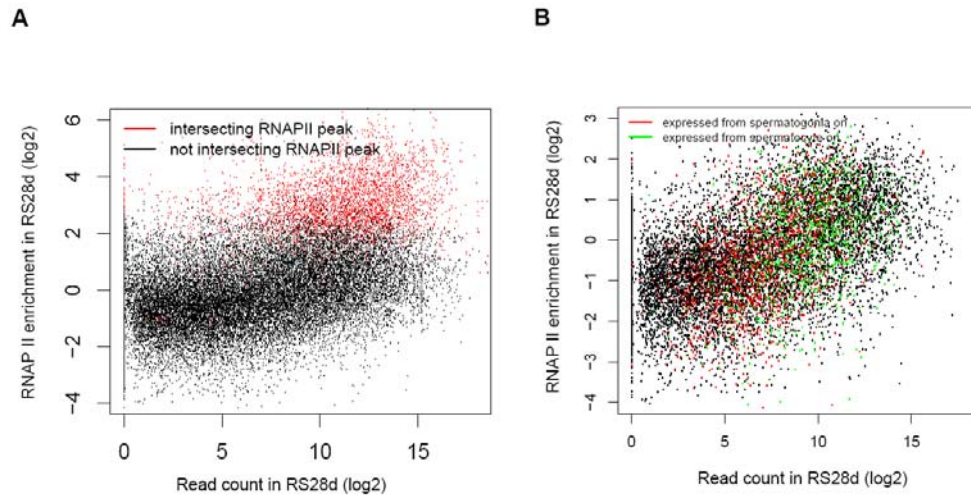 A
B
RNAP II enrichment in RS28d (log2)
6
4
2
0
-2
-4
intersecting RNAPII peak
not intersecting RNAPII peak
0
5
10
15
Read count in RS28d (log2)
RNAP II enrichment in RS28d (log2)
3
2
1
0
-1
-2
-3
-4
expressed from spermatogonia on
expressed from spermatocyte on
0
5
10
15
Read count in RS28d (log2)